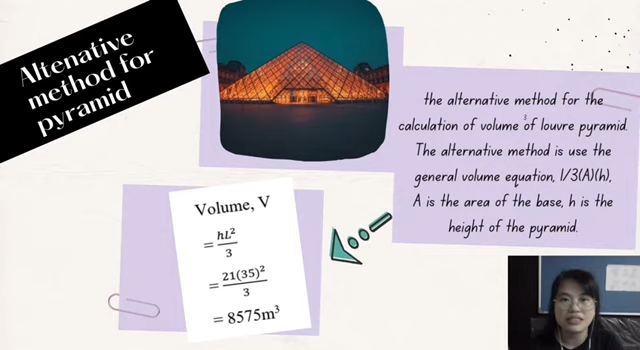 Altenative
method for
pyramid
the alternative method for the
calculation of volume of louvre pyramid.
The alternative method is use the
general volume equation, 1/3(A)(h),
A is the area of the base, h is the
height of the pyramid.
Volume, V
= hL²/3
= 21(35)²/3
= 8575m³